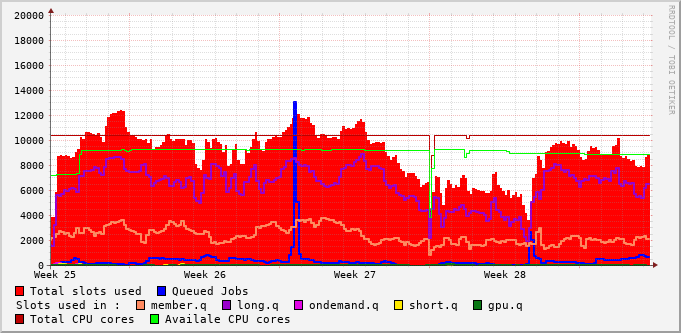 20000
18000
16000
14000
12000
10000
8000
6000
4000
2000
0
Week 25 Week 26 Week 27 Week 28
RRDTOOL / TOBI OETIKER
Total slots used Queued Jobs
Slots used in : member.q long.q ondemand.q short.q gpu.q
Total CPU cores Availale CPU cores